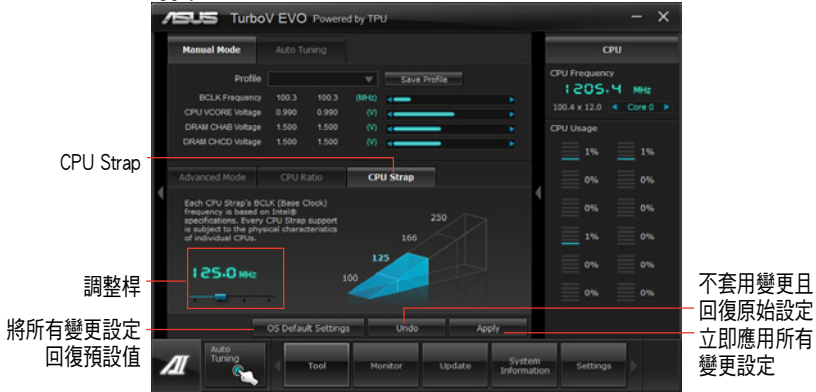 ASUS TurboV EVO Powered by TPU
Manual Mode Auto Tuning
CPU
Profile Save Profile
BCLK Frequency 100.3 100.3 (MHz)
CPU VCORE Voltage 0.990 0.990 (V)
DRAM CHAB Voltage 1.500 1.500 (V)
DRAM CHCD Voltage 1.500 1.500 (V)
CPU Frequency
1205.4 MHz
100.4 x 12.0 Core 0
CPU Usage
1% 1%
0% 0%
0% 0%
1% 0%
0% 0%
0% 0%
CPU Strap
Advanced Mode CPU Ratio CPU Strap
Each CPU Strap's BCLK (Base Clock)
frequency is based on Intel®
specifications. Every CPU Strap support
is subject to the physical characteristics
of individual CPUs.
250
166
125
100
125.0 MHz
調整桿
將所有變更設定
回復預設值
OS Default Settings Undo Apply
不套用變更且
回復原始設定
立即應用所有
變更設定
Auto
Tuning
Tool Monitor Update System
Information Settings